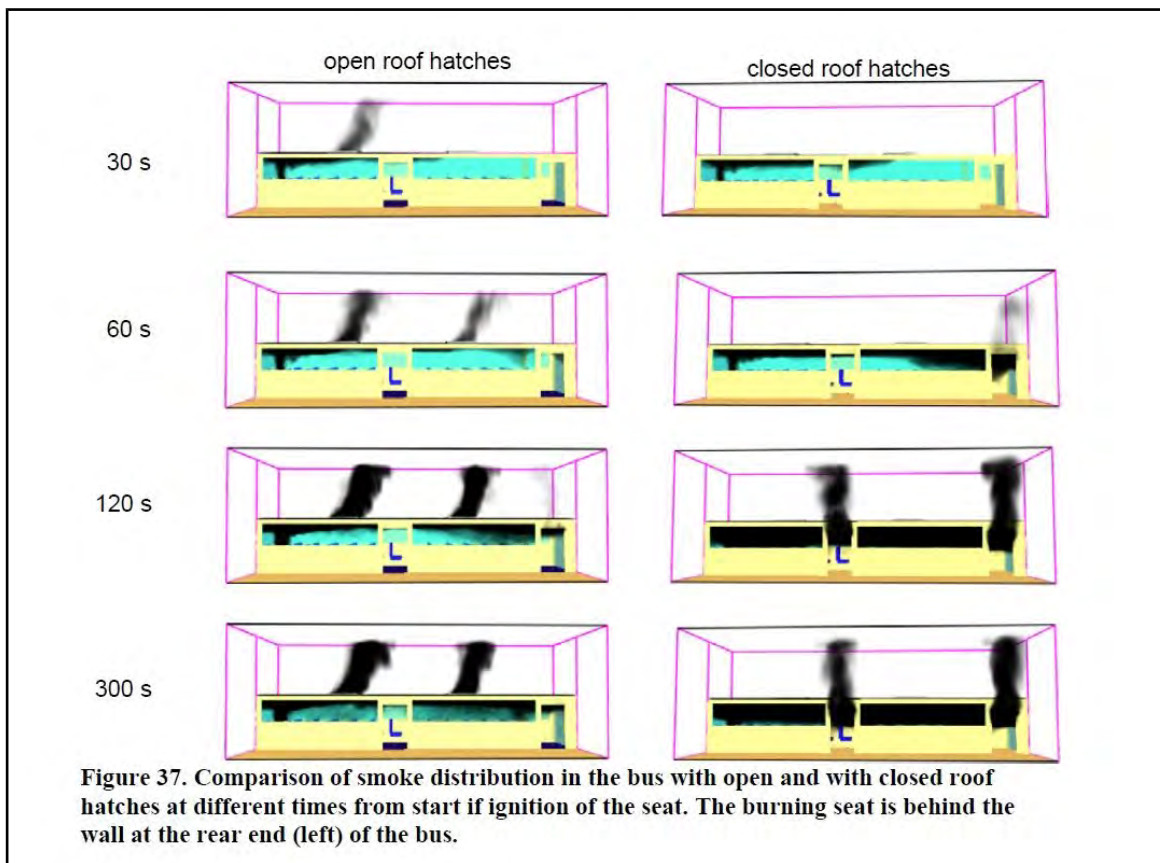 open roof hatches
closed roof hatches
30 s
60 s
120 s
300 s
Figure 37. Comparison of smoke distribution in the bus with open and with closed roof
hatches at different times from start if ignition of the seat. The burning seat is behind the
wall at the rear end (left) of the bus.